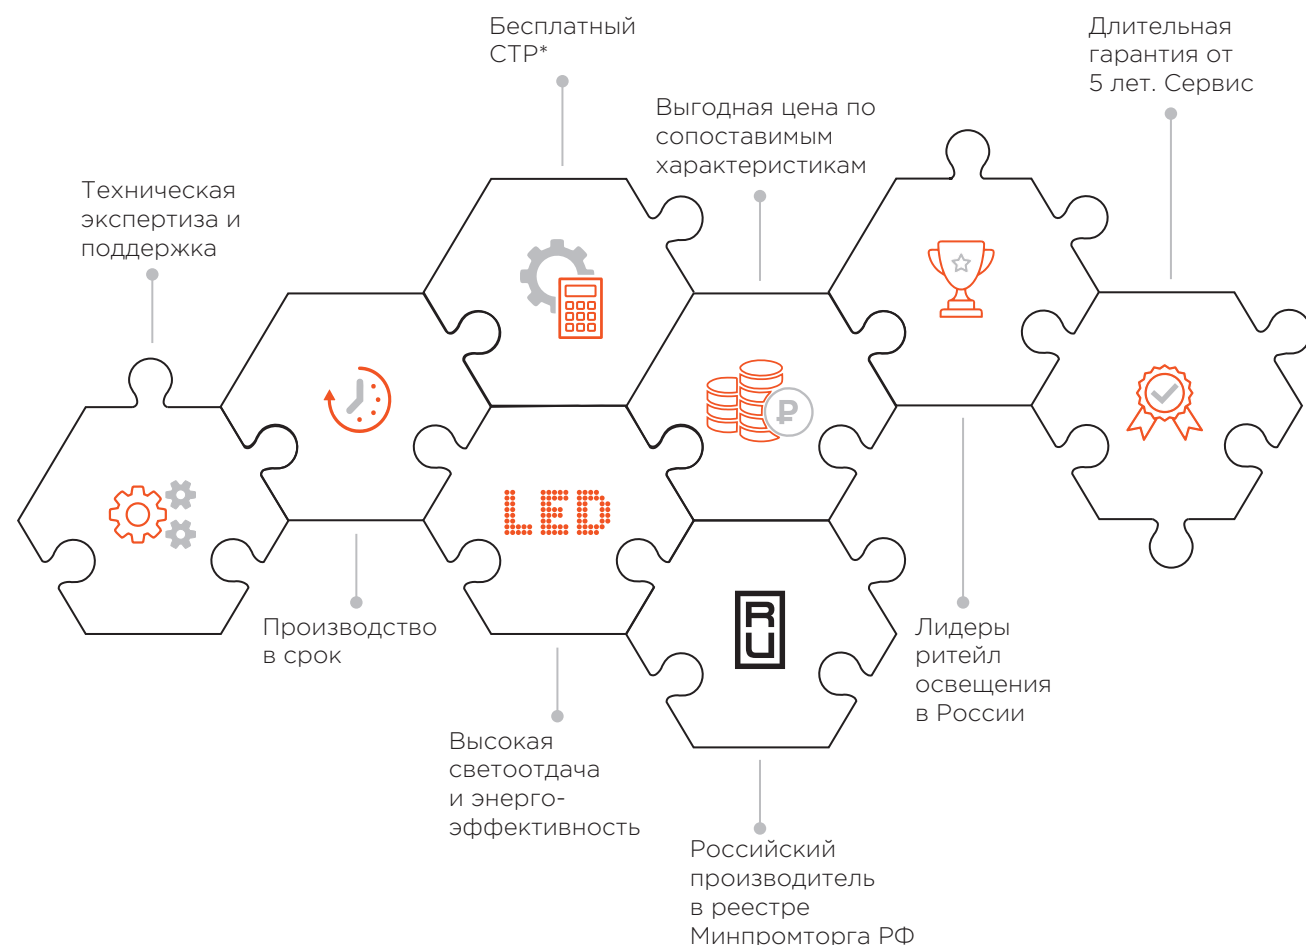 Бесплатный
СТР*
Длительная
гарантия от
5 лет. Сервис
Выгодная цена по
сопоставимым
характеристикам
Техническая
экспертиза и
поддержка
₽
LED
RU
Производство
в срок
Лидеры
ритейл
освещения
в России
Высокая
светоотдача
и энерго-
эффективность
Российский
производитель
в реестре
Минпромторга РФ